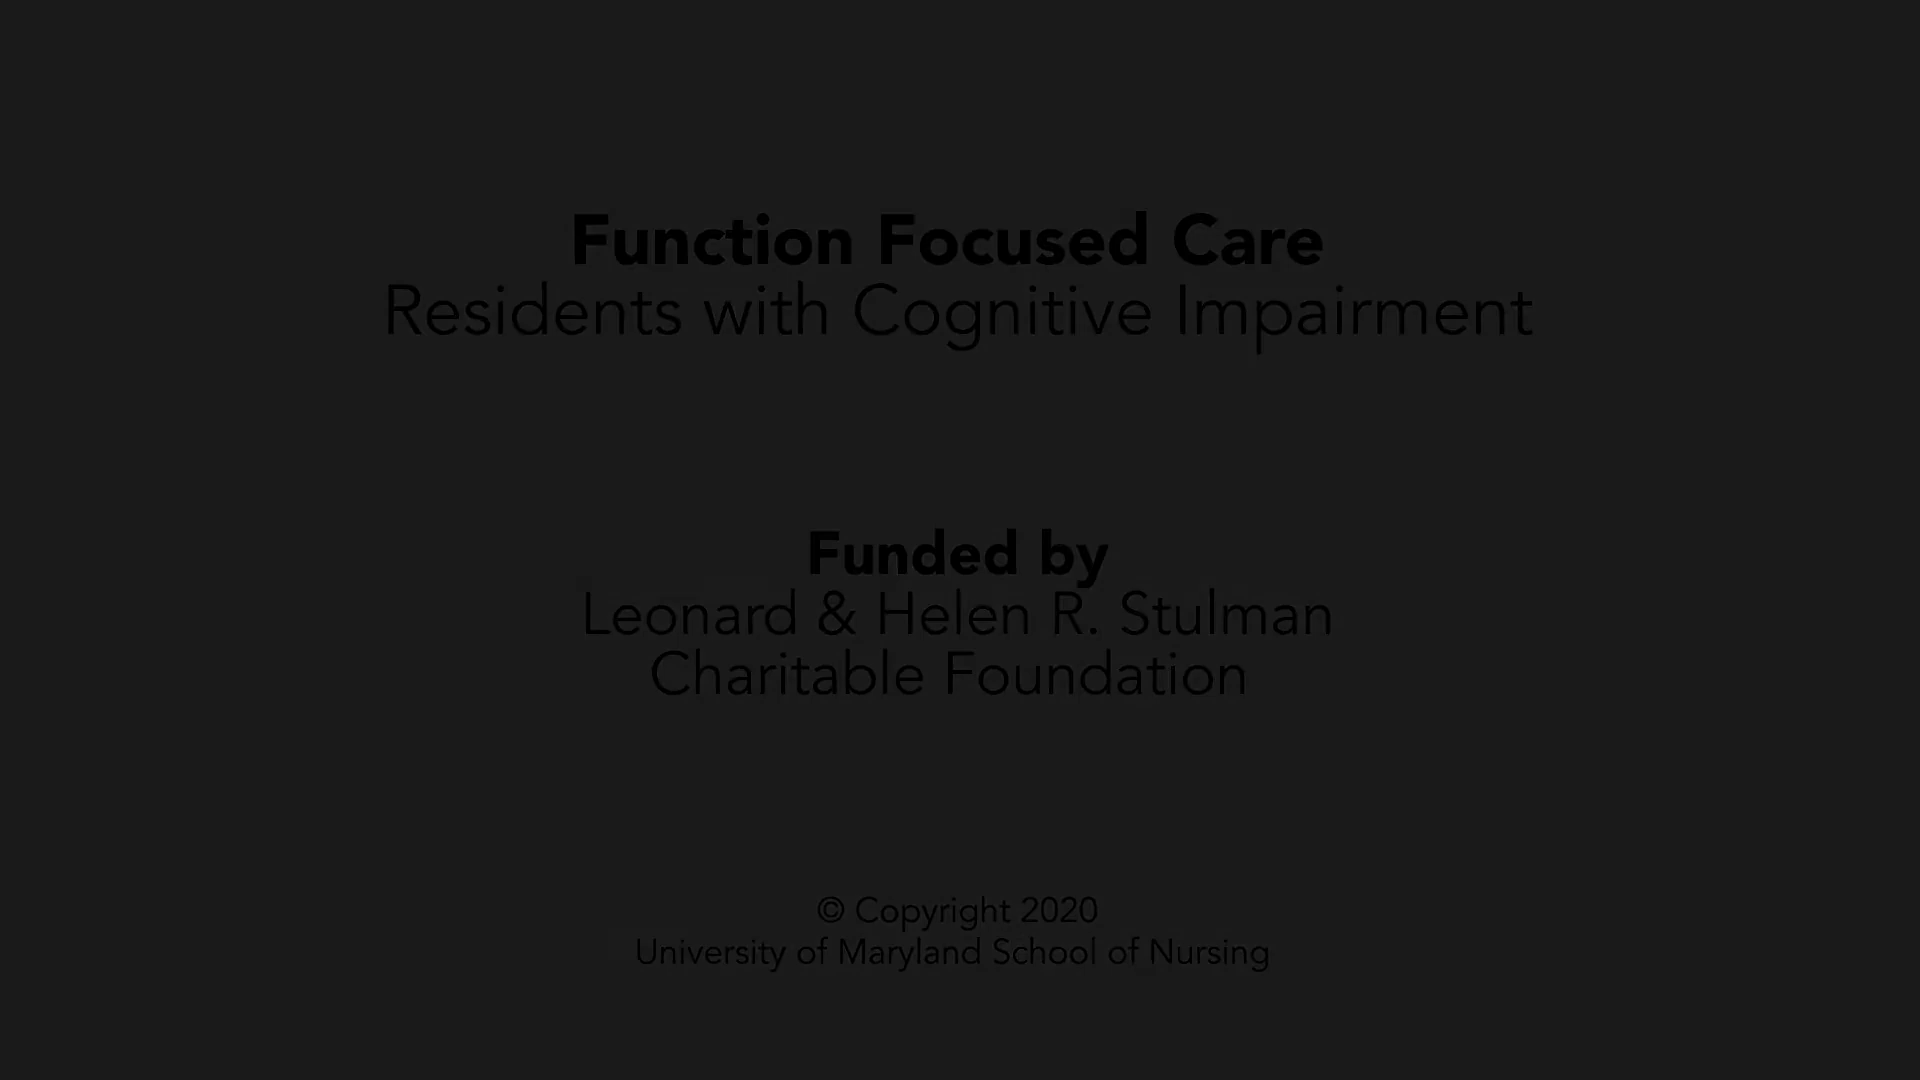 Function Focused Care
Residents with Cognitive Impairment
Funded by
Leonard & Helen R. Stulman
Charitable Foundation
© Copyright 2020
University of Maryland School of Nursing